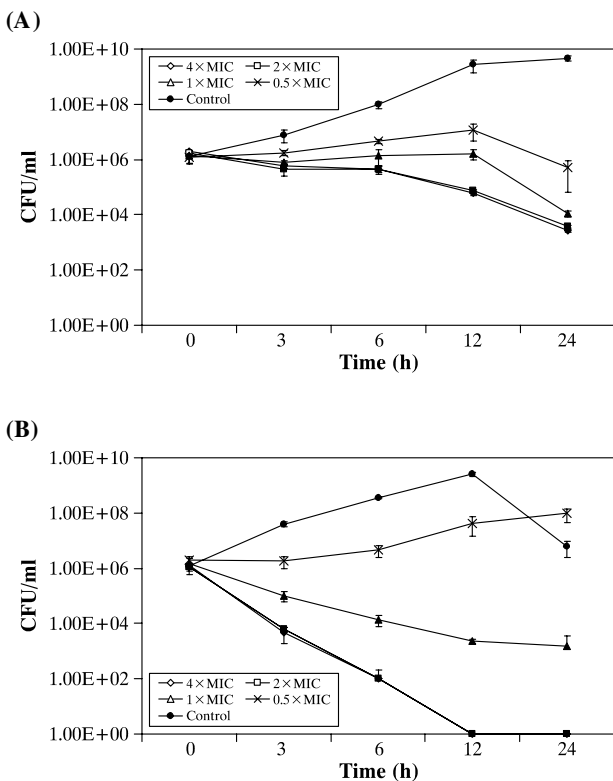 (A)
1.00E+10
1.00E+08
1.00E+06
1.00E+04
1.00E+02
1.00E+00
CFU/ml
4×MIC 2×MIC
1×MIC 0.5×MIC
Control
0 3 6 12 24
Time (h)
(B)
1.00E+10
1.00E+08
1.00E+06
1.00E+04
1.00E+02
1.00E+00
CFU/ml
4×MIC 2×MIC
1×MIC 0.5×MIC
Control
0 3 6 12 24
Time (h)